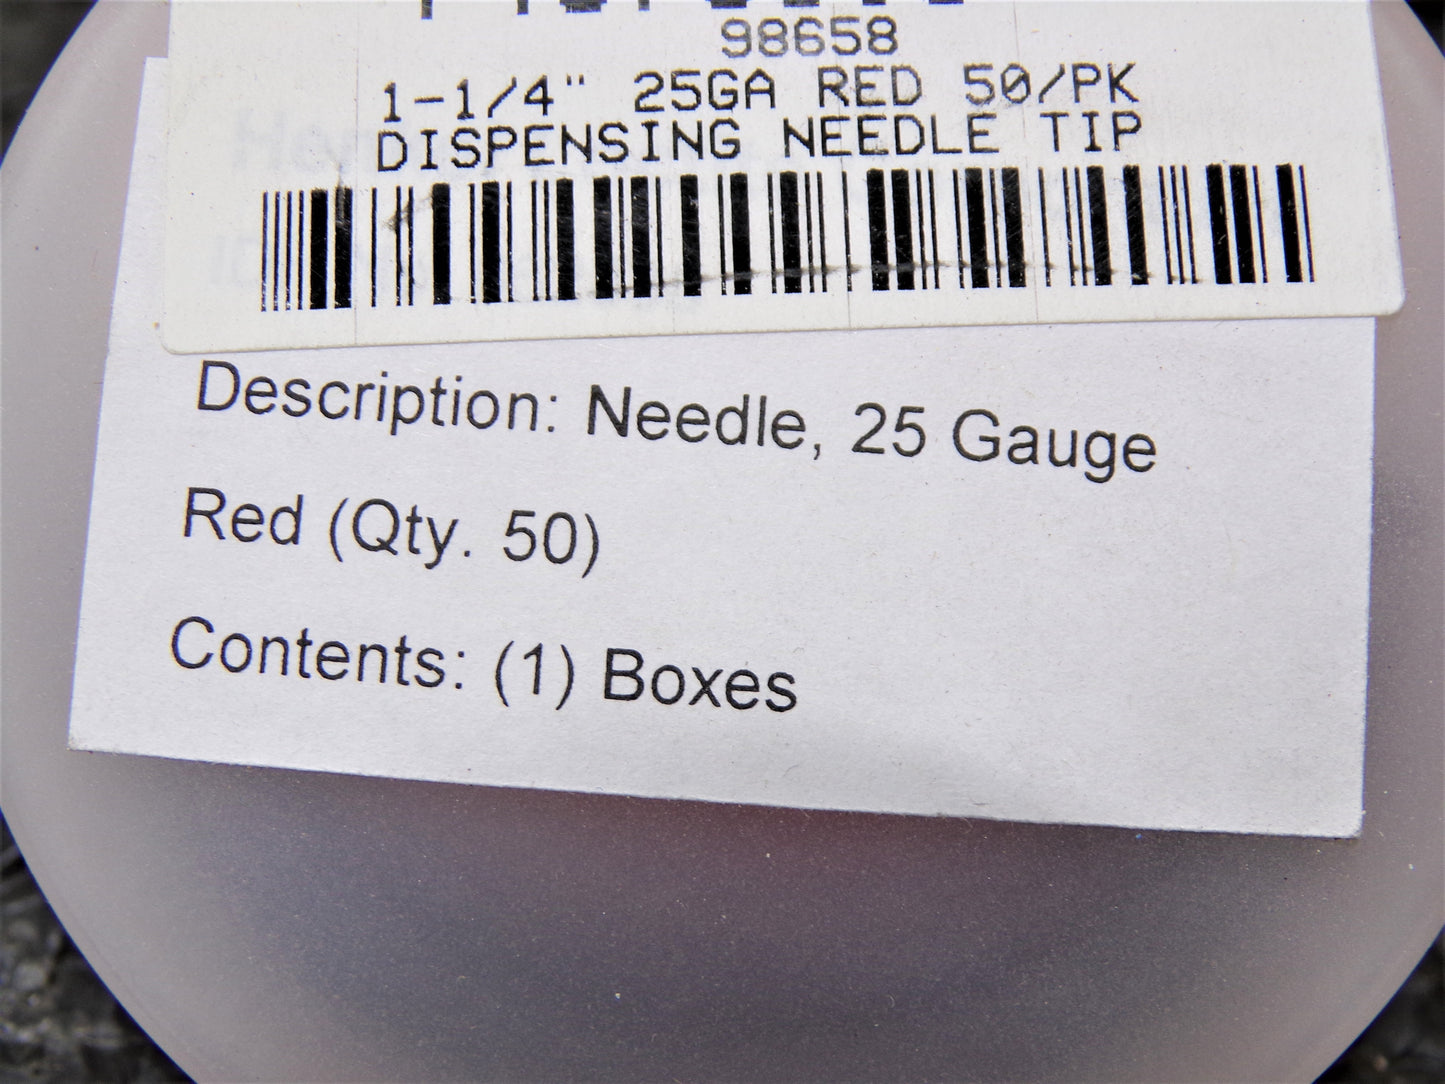 98658
1-1/4" 25GA RED 50/PK
DISPENSING NEEDLE TIP
Description: Needle, 25 Gauge
Red (Qty. 50)
Contents: (1) Boxes